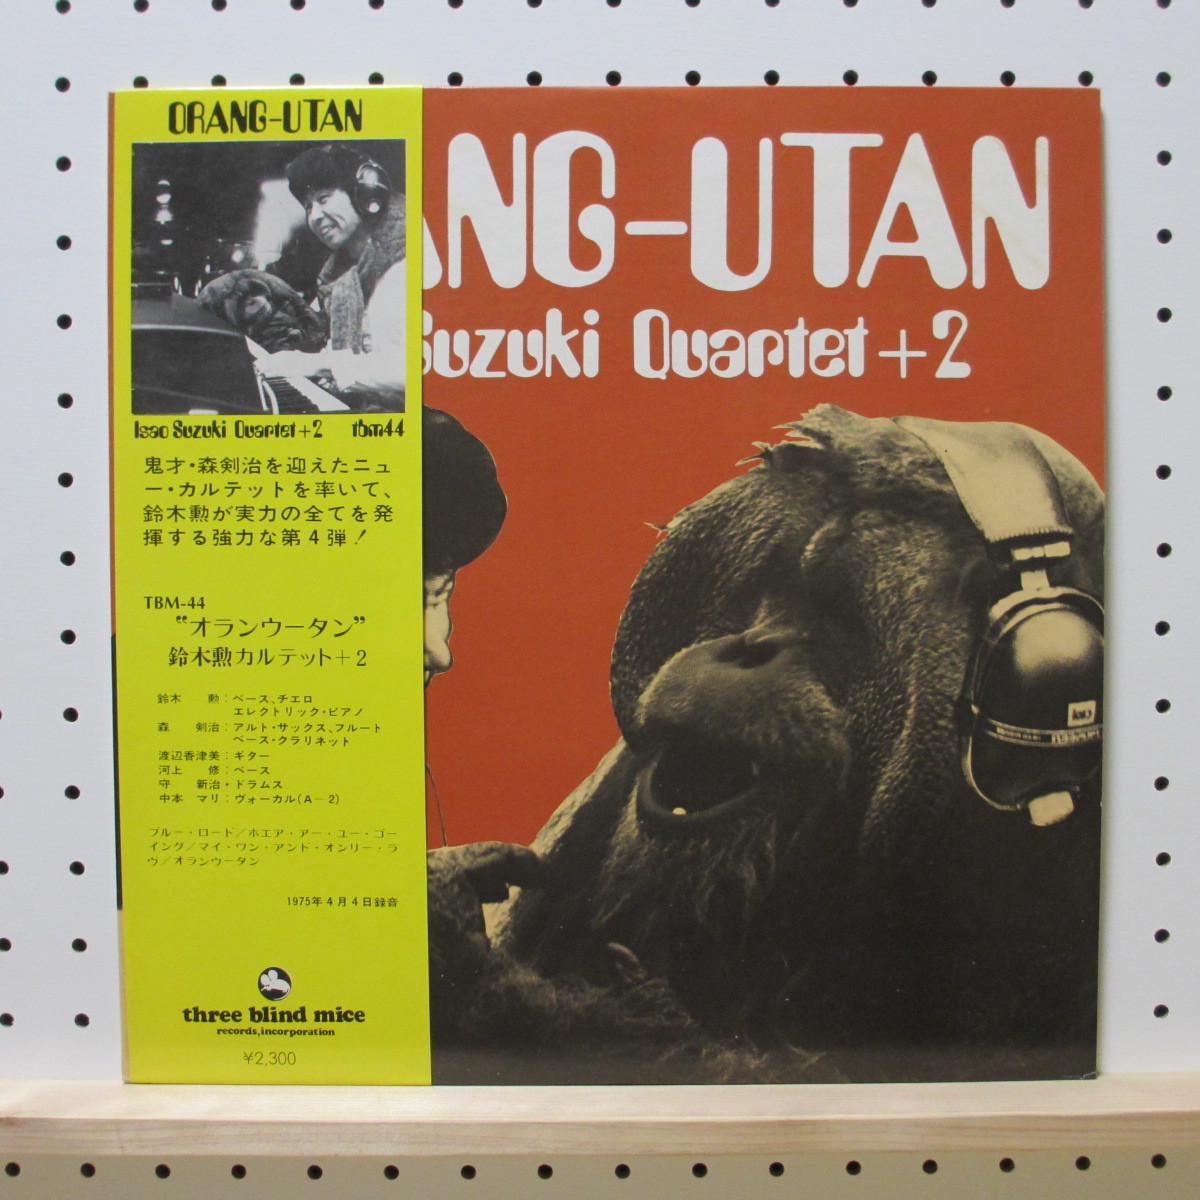 ORANG-UTAN
Isao Suzuki Quartet+2 tbm44
鬼才・森剣治を迎えたニュ
ー・カルテットを率いて、
鈴木勲が実力の全てを発
揮する強力な第4弾!
TBM-44
“オランウータン”
鈴木勲カルテット+2
鈴木 勲:ベース、チェロ
エレクトリック・ピアノ
森 剣治:アルト・サックス、フルート
ベース・クラリネット
渡辺香津美:ギター
河上 修:ベース
守 新治・ドラムス
中本 マリ:ヴォーカル(A-2)
ブルー・ロード/ホエア・アー・ユー・ゴー
イング/マイ・ワン・アンド・オンリー・ラ
ヴ/オランウータン
1975年4月4日録音
three blind mice
records, incorporation
¥2,300
ANG-UTAN
Suzuki Quartet+2